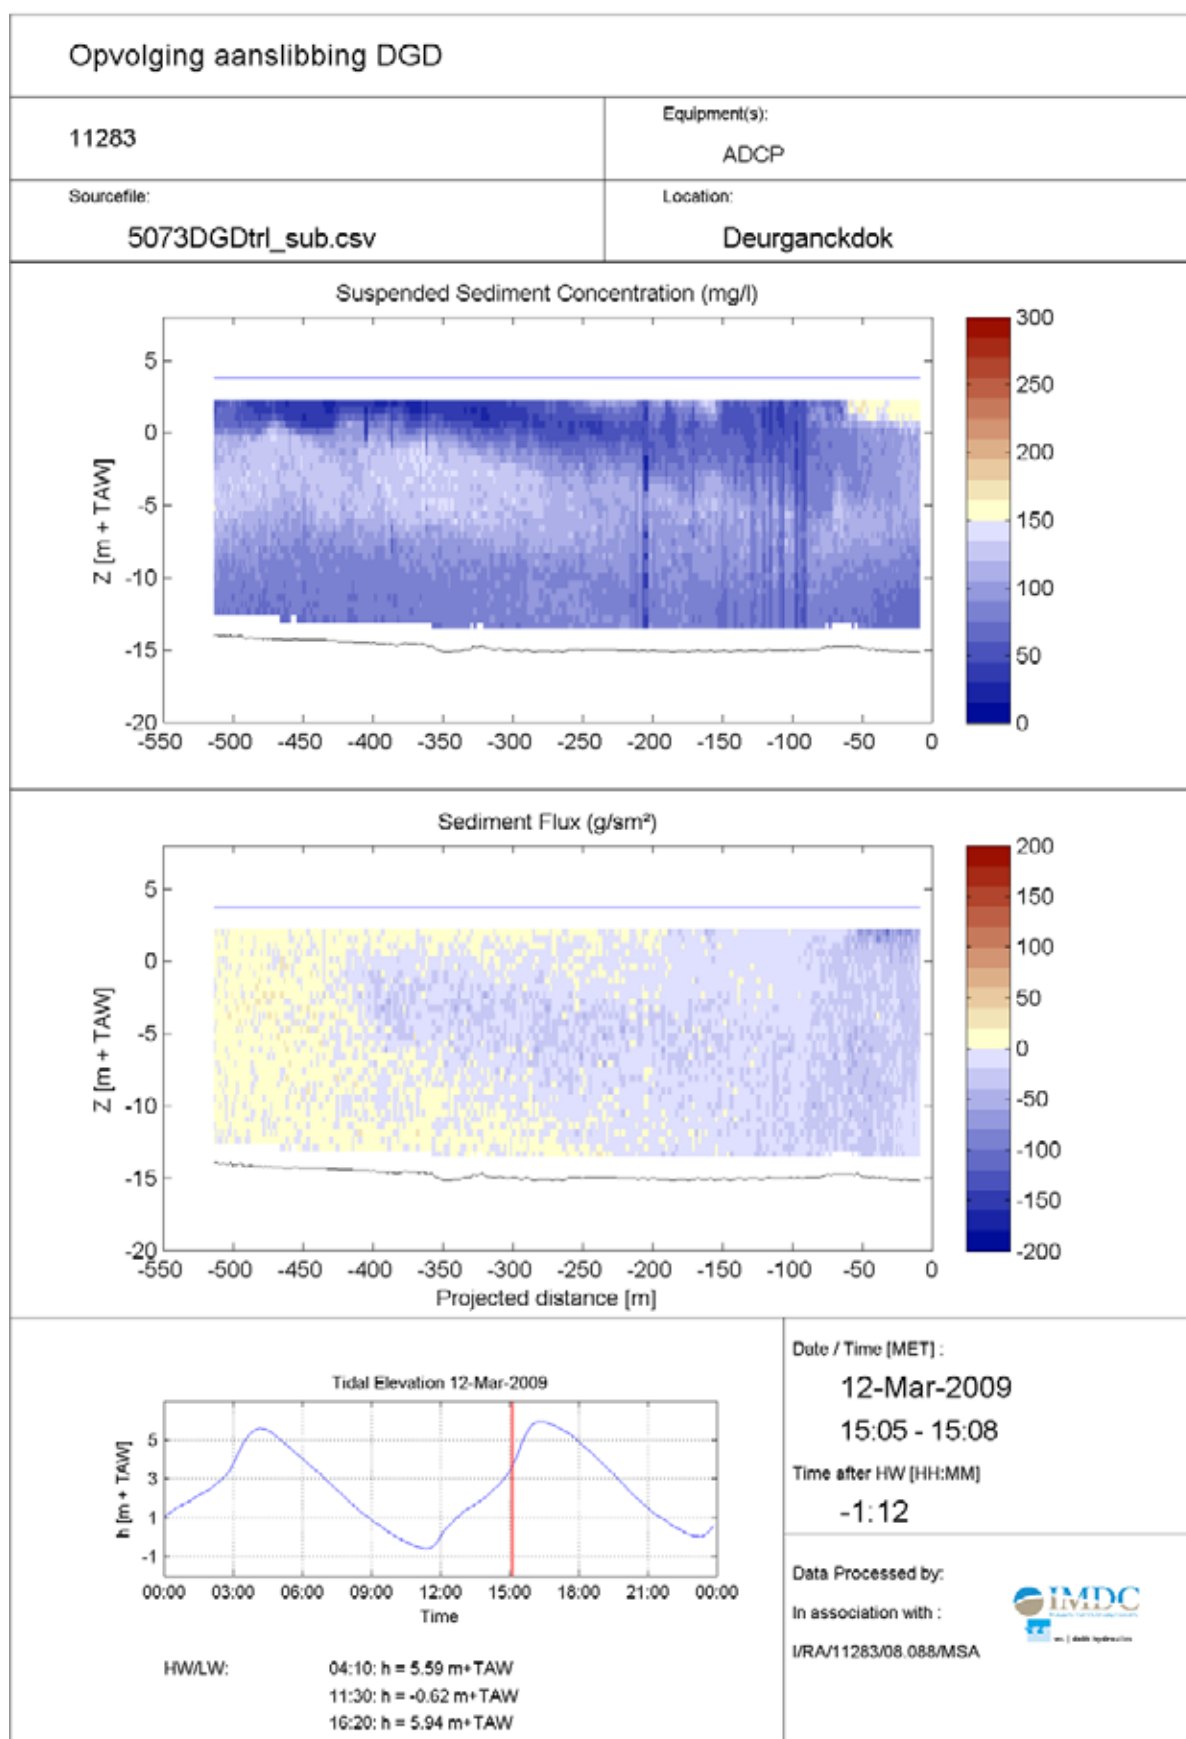 Opvolging aanslibbing DGD
11283
Equipment(s):
ADCP
Sourcefile:
5073DGDtrl_sub.csv
Location:
Deurganckdok
Suspended Sediment Concentration (mg/l)
Z [m + TAW]
5
0
-5
-10
-15
-20
-550 -500 -450 -400 -350 -300 -250 -200 -150 -100 -50 0
300
250
200
150
100
50
0
Sediment Flux (g/sm²)
Z [m + TAW]
5
0
-5
-10
-15
-20
-550 -500 -450 -400 -350 -300 -250 -200 -150 -100 -50 0
Projected distance [m]
200
150
100
50
0
-50
-100
-150
-200
Tidal Elevation 12-Mar-2009
h [m + TAW]
5
3
1
-1
00:00 03:00 06:00 09:00 12:00 15:00 18:00 21:00 00:00
Time
HW/LW:
04:10: h = 5.59 m+TAW
11:30: h = -0.62 m+TAW
16:20: h = 5.94 m+TAW
Date / Time [MET] :
12-Mar-2009
15:05 - 15:08
Time after HW [HH:MM]
-1:12
Data Processed by:
In association with :
I/RA/11283/08.088/MSA
IMDC
wl | delft hydraulics